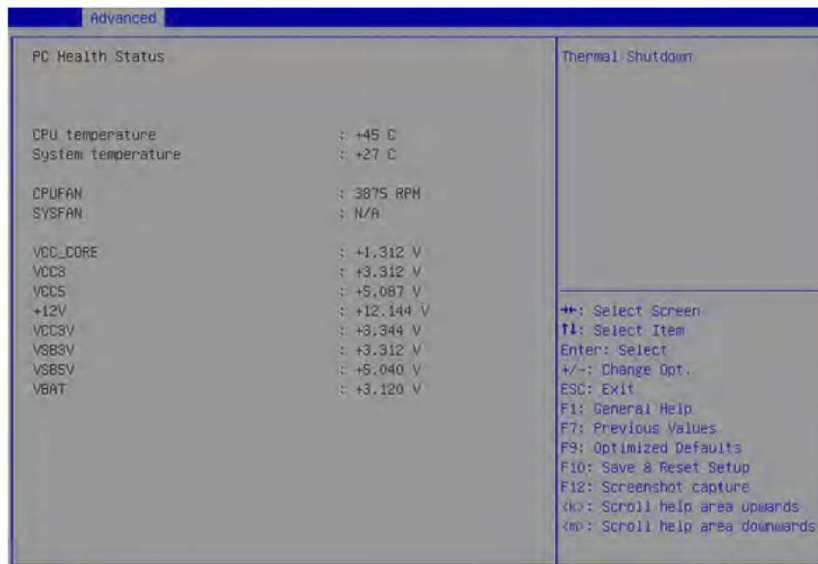 Advanced
PC Health Status
Thermal Shutdown
CPU temperature : +45 C
System temperature : +27 C
CPUFAN : 3875 RPM
SYSFAN : N/A
VCC_CORE : +1.312 V
VCC3 : +3.312 V
VCC5 : +5.087 V
+12V : +12.144 V
VCC3V : +3.344 V
VSB3V : +3.312 V
VSB5V : +5.040 V
VBAT : +3.120 V
→←: Select Screen
↑↓: Select Item
Enter: Select
+/-: Change Opt.
ESC: Exit
F1: General Help
F7: Previous Values
F9: Optimized Defaults
F10: Save & Reset Setup
F12: Screenshot capture
<k>: Scroll help area upwards
<m>: Scroll help area downwards